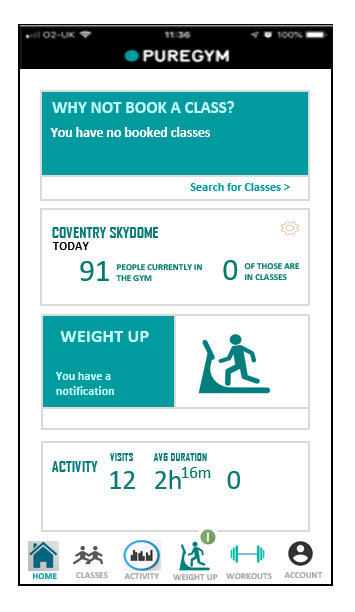 O2-UK 11:36 100%
PUREGYM
WHY NOT BOOK A CLASS?
You have no booked classes
Search for Classes >
COVENTRY SKYDOME
TODAY
91 PEOPLE CURRENTLY IN THE GYM
0 OF THOSE ARE IN CLASSES
WEIGHT UP
You have a
notification
VISITS AVG DURATION
ACTIVITY 12 2h16m 0
1
HOME CLASSES ACTIVITY WEIGHT UP WORKOUTS ACCOUNT